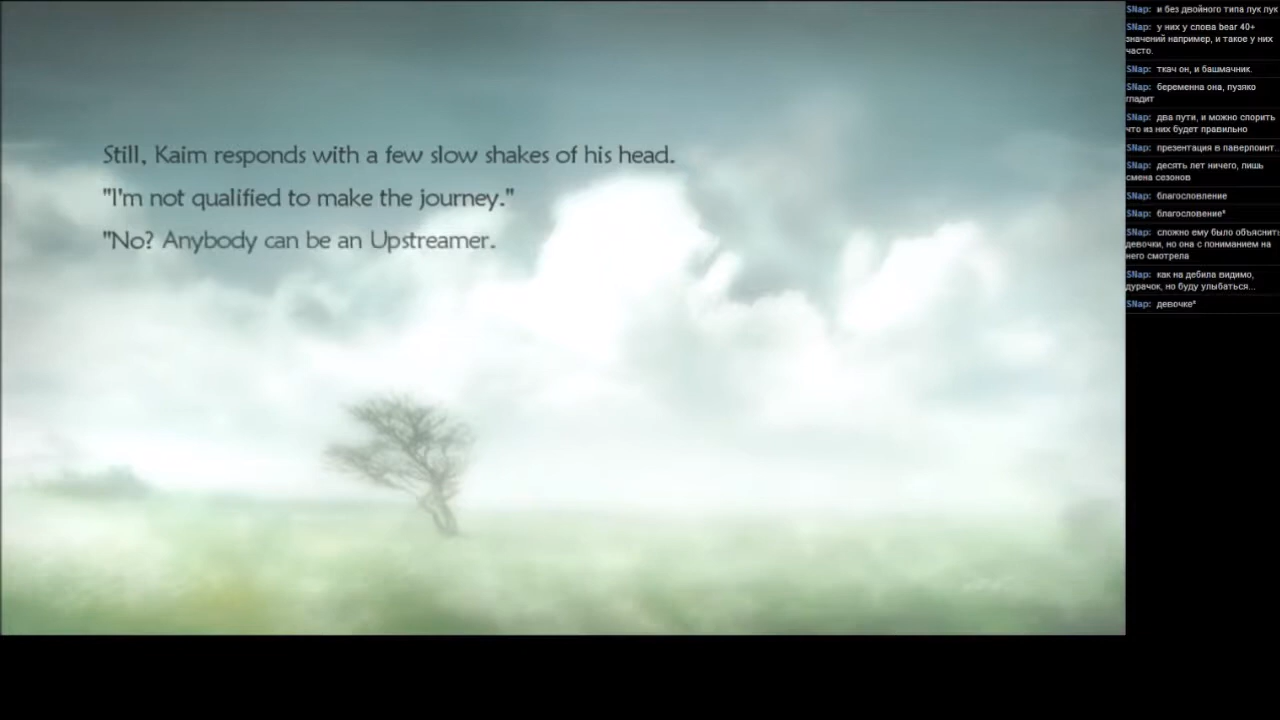 Still, Kaim responds with a few slow shakes of his head.
"I'm not qualified to make the journey."
"No? Anybody can be an Upstreamer.
SNap: и без двойного типа лук лук
SNap: у них у слова bear 40+
значений например, и такое у них
часто.
SNap: ткач он, и башмачник.
SNap: беременна она, пузяко
гладит
SNap: два пути, и можно спорить
что из них будет правильно
SNap: презентация в паверпоинт...
SNap: десять лет ничего, лишь
смена сезонов
SNap: благословление
SNap: благословение*
SNap: сложно ему было объяснить
девочки, но она с пониманием на
него смотрела
SNap: как на дебила видимо,
дурачок, но буду улыбаться...
SNap: девочке*